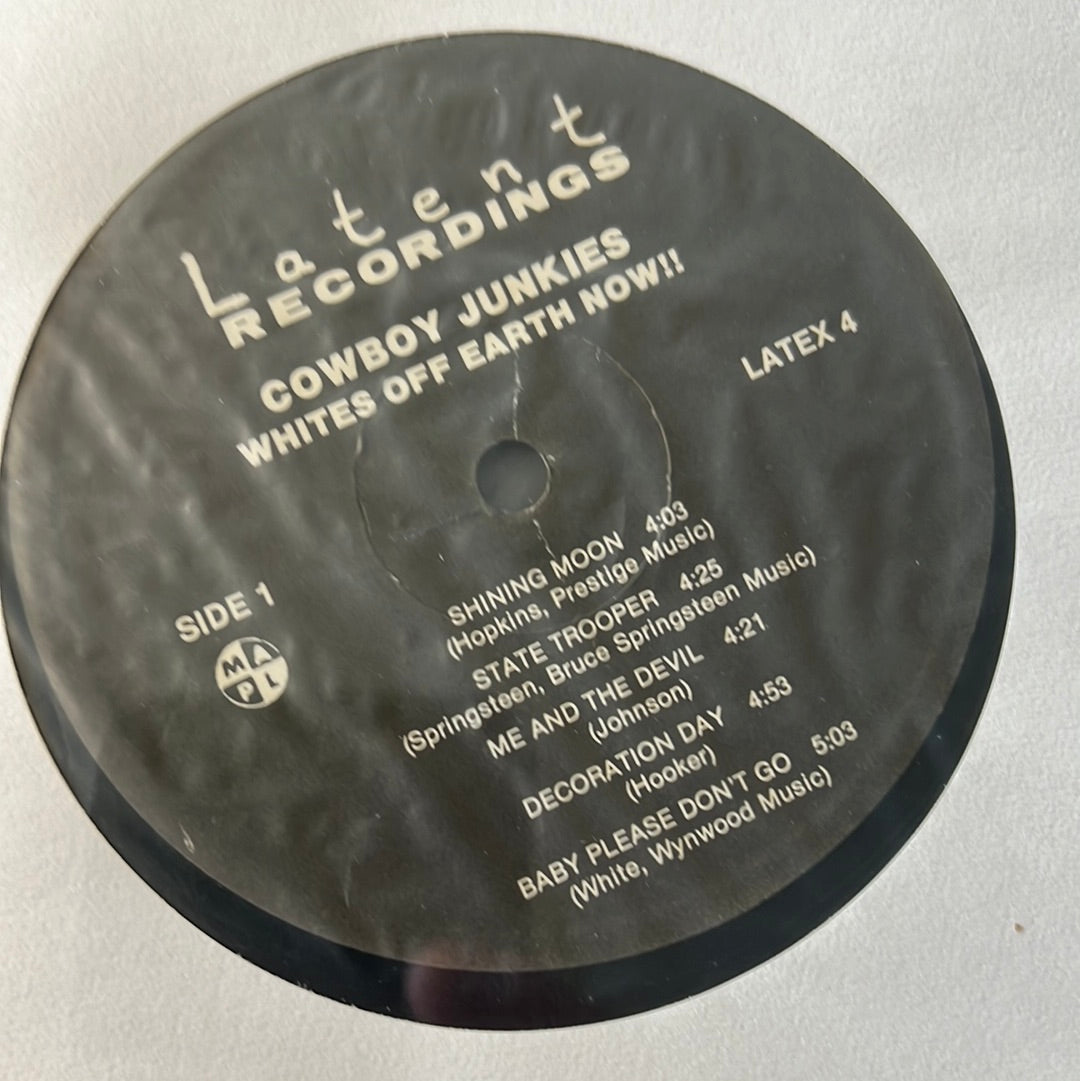 Latent
RECORDINGS
COWBOY JUNKIES
WHITES OFF EARTH NOW!!
LATEX 4
SIDE 1
MAPL
SHINING MOON 4:03
(Hopkins, Prestige Music)
STATE TROOPER 4:25
(Springsteen, Bruce Springsteen Music)
ME AND THE DEVIL 4:21
(Johnson)
DECORATION DAY 4:53
(Hooker)
BABY PLEASE DON'T GO 5:03
(White, Wynwood Music)